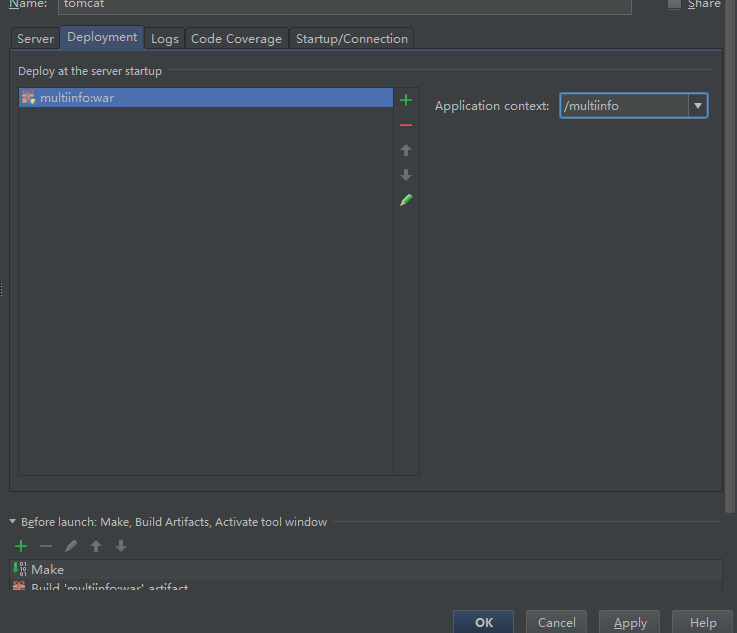 Name: tomcat Share
Server Deployment Logs Code Coverage Startup/Connection
Deploy at the server startup
multiinfo:war
Application context: /multiinfo
Before launch: Make, Build Artifacts, Activate tool window
Make
Build 'multiinfo:war' artifact
OK Cancel Apply Help